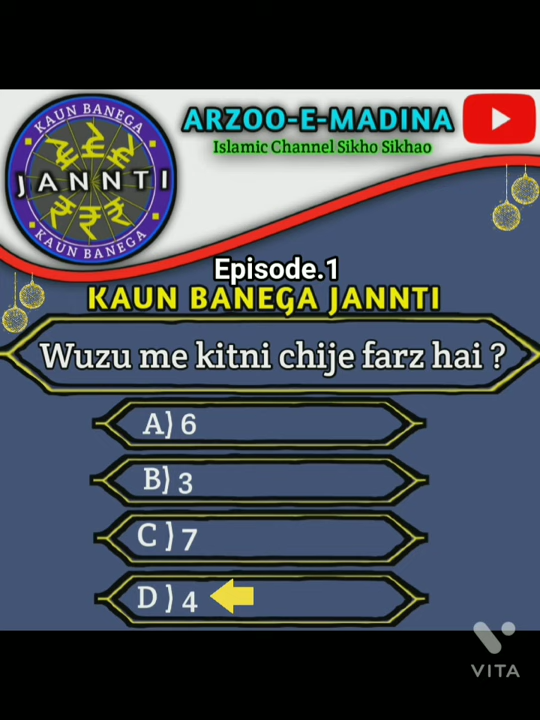 KAUN BANEGA
JANNTI
KAUN BANEGA
ARZOO-E-MADINA
Islamic Channel Sikho Sikhao
Episode.1
KAUN BANEGA JANNTI
Wuzu me kitni chije farz hai ?
A) 6
B) 3
C ) 7
D ) 4
VITA